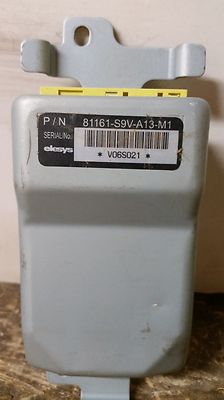 P/N 81161-S9V-A13-M1
SERIAL/No.
elesys
* V06S021 *